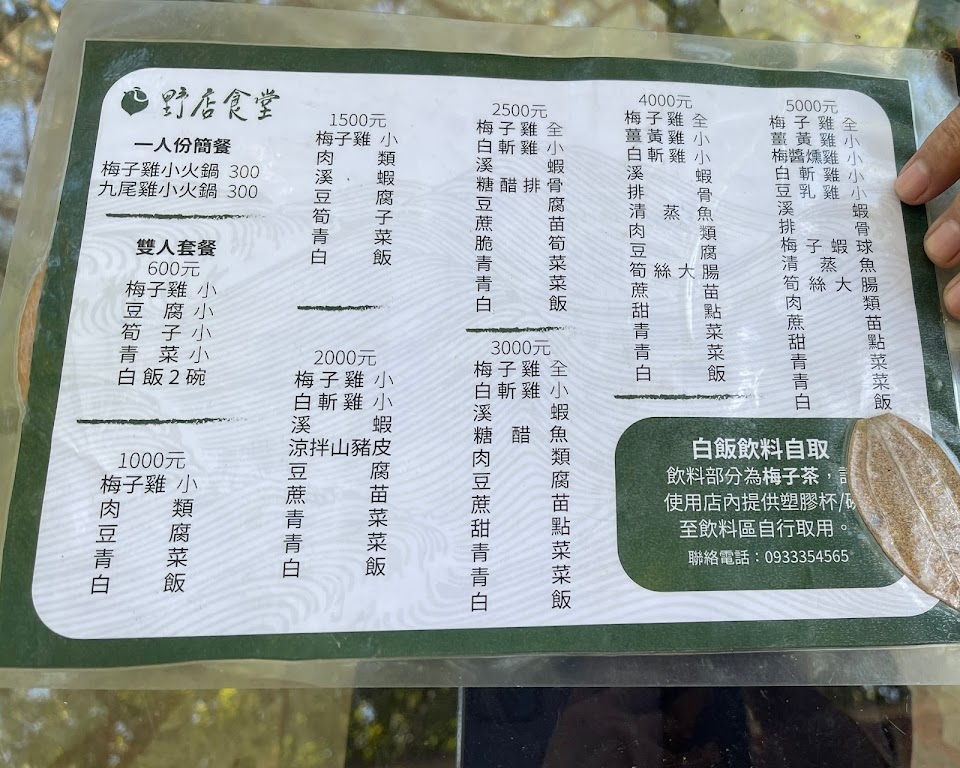 野店食堂
一人份簡餐
梅子雞小火鍋 300
九尾雞小火鍋 300
雙人套餐
600元
梅子雞 小
豆腐 小
筍子 小
青菜 小
白飯2碗
1000元
梅子雞 小
肉類
豆腐
青菜
白飯
1500元
梅子雞 小
肉類
溪蝦
豆腐
筍子
青菜
白飯
2000元
梅子雞 小
白斬雞 小
溪蝦
涼拌山豬皮
豆腐
蔗苗
青菜
白飯
2500元
梅子雞 全
白斬雞 小
溪蝦
糖醋排骨
豆腐
蔗苗
脆筍
青菜
青菜
白飯
3000元
梅子雞 全
白斬雞 小
溪蝦
糖醋魚
肉類
豆腐
蔗苗
甜點
青菜
青菜
白飯
4000元
梅子雞 全
薑黃雞 小
白斬雞 小
溪蝦
排骨
清蒸魚
肉類
豆腐
筍絲大腸
蔗苗
甜點
青菜
青菜
白飯
5000元
梅子雞 全
薑黃雞 小
梅醬燻雞 小
白斬雞 小
豆乳雞 小
溪蝦
排骨
梅子蝦球
清蒸魚
筍絲大腸
肉類
蔗苗
甜點
青菜
青菜
白飯
白飯飲料自取
飲料部分為梅子茶，
使用店內提供塑膠杯/
至飲料區自行取用。
聯絡電話：0933354565